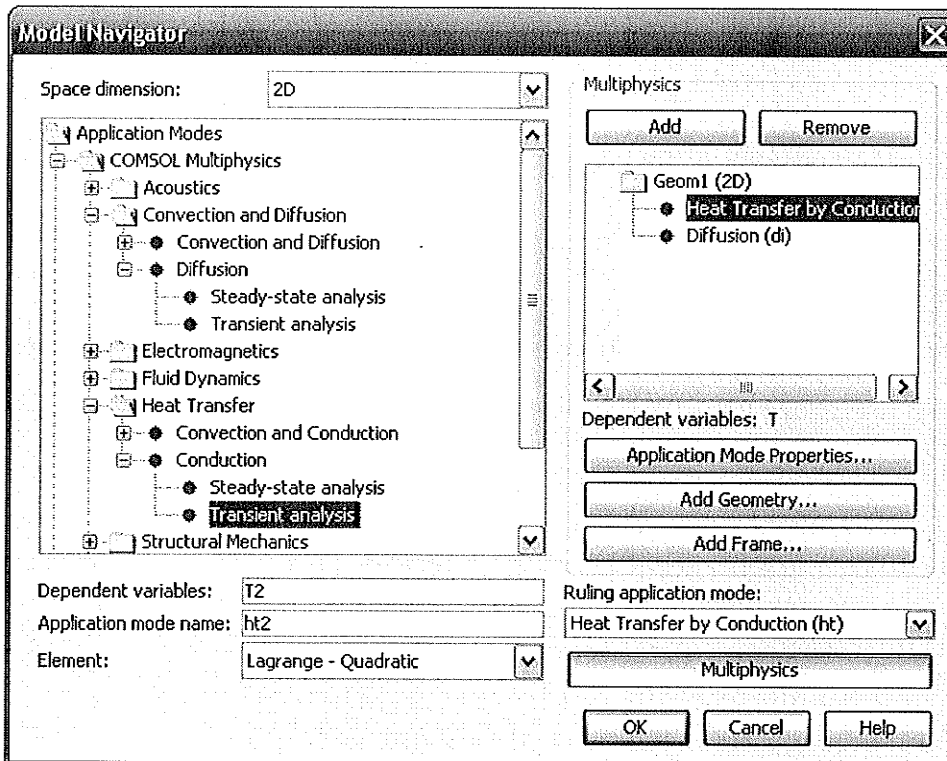 Model Navigator
Space dimension:
2D
Application Modes
COMSOL Multiphysics
Acoustics
Convection and Diffusion
Convection and Diffusion
Diffusion
Steady-state analysis
Transient analysis
Electromagnetics
Fluid Dynamics
Heat Transfer
Convection and Conduction
Conduction
Steady-state analysis
Transient analysis
Structural Mechanics
Dependent variables:
T2
Application mode name:
ht2
Element:
Lagrange - Quadratic
Multiphysics
Add
Remove
Geom1 (2D)
Heat Transfer by Conduction
Diffusion (di)
Dependent variables: T
Application Mode Properties...
Add Geometry...
Add Frame...
Ruling application mode:
Heat Transfer by Conduction (ht)
Multiphysics
OK
Cancel
Help